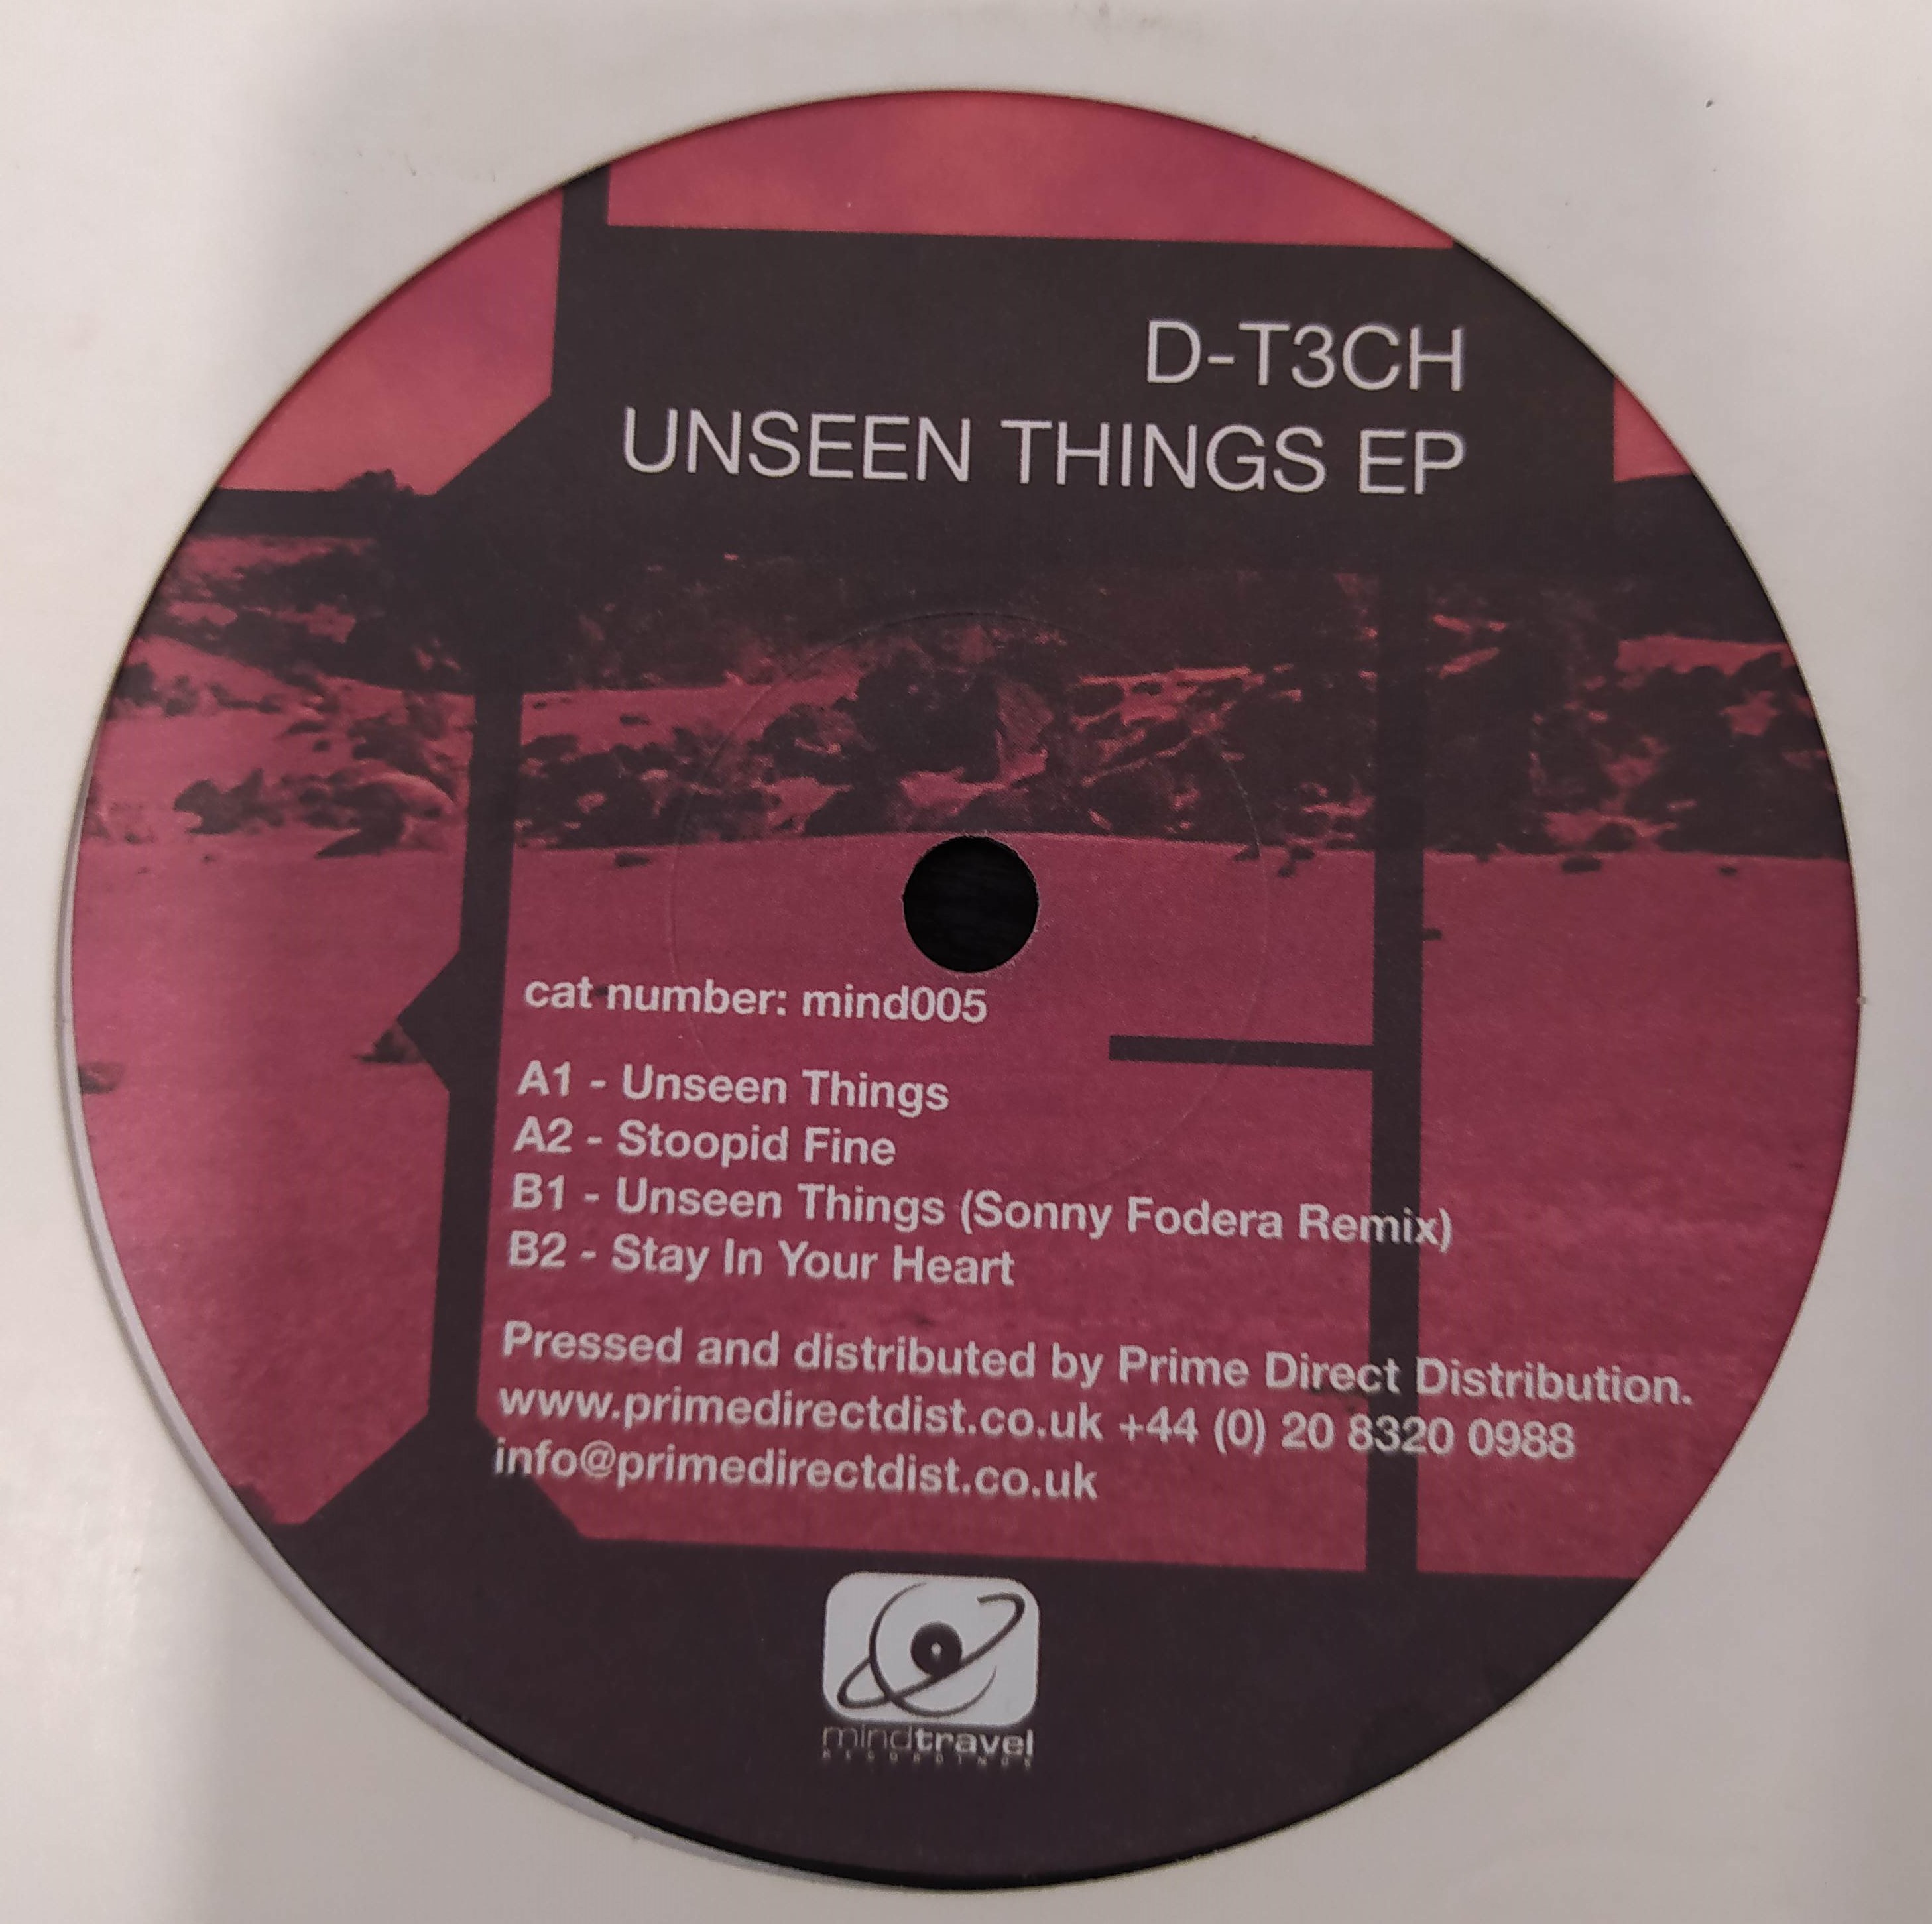 D-T3CH
UNSEEN THINGS EP
cat number: mind005
A1 - Unseen Things
A2 - Stoopid Fine
B1 - Unseen Things (Sonny Fodera Remix)
B2 - Stay In Your Heart
Pressed and distributed by Prime Direct Distribution.
www.primedirectdist.co.uk +44 (0) 20 8320 0988
info@primedirectdist.co.uk
mindtravel
RECORDINGS